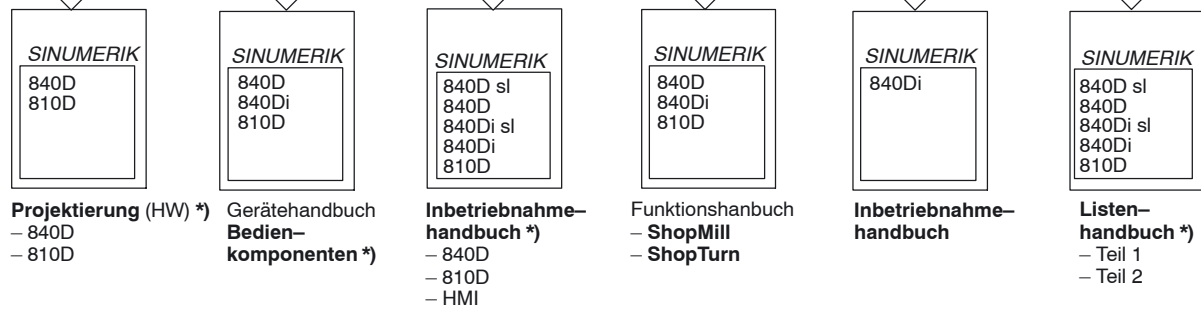 SINUMERIK
840D
810D
Projektierung (HW) *)
– 840D
– 810D
SINUMERIK
840D
840Di
810D
Gerätehandbuch
Bedien–
komponenten *)
SINUMERIK
840D sl
840D
840Di sl
840Di
810D
Inbetriebnahme–
handbuch *)
– 840D
– 810D
– HMI
SINUMERIK
840D
840Di
810D
Funktionshanbuch
– ShopMill
– ShopTurn
SINUMERIK
840Di
Inbetriebnahme–
handbuch
SINUMERIK
840D sl
840D
840Di sl
840Di
810D
Listen–
handbuch *)
– Teil 1
– Teil 2